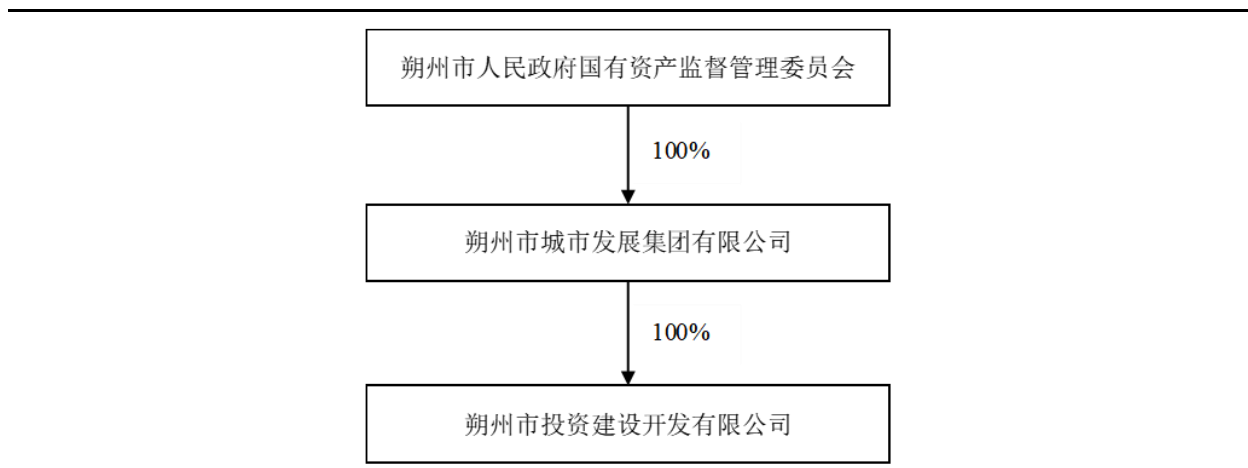 朔州市人民政府国有资产监督管理委员会
100%
朔州市城市发展集团有限公司
100%
朔州市投资建设开发有限公司